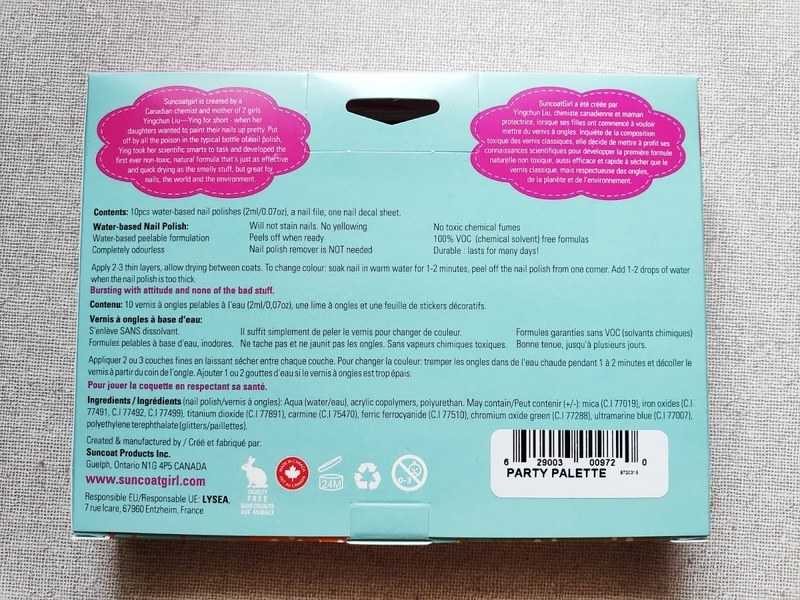 Suncoatgirl is created by a
Canadian chemist and mother of 2 girls
Yingchun Liu—Ying for short - when her
daughters wanted to paint their nails up pretty. Put
off by all the poison in the typical bottle of nail polish,
Ying took her scientific smarts to task and developed the
first ever non-toxic, natural formula that's just as effective
and quick drying as the smelly stuff, but great for
nails, the world and the environment.
SuncoatGirl a été créée par
Yingchun Liu, chimiste canadienne et maman
protectrice, lorsque ses filles ont commencé à vouloir
mettre du vernis à ongles. Inquiète de la composition
toxique des vernis classiques, elle décide de mettre à profit ses
connaissances scientifiques pour développer la première formule
naturelle non toxique, aussi efficace et rapide à sécher que le
vernis classique, mais respectueuse des ongles,
de la planète et de l'environnement.
Contents: 10pcs water-based nail polishes (2ml/0.07oz), a nail file, one nail decal sheet.
Water-based Nail Polish: Will not stain nails. No yellowing No toxic chemical fumes
Water-based peelable formulation Peels off when ready 100% VOC (chemical solvent) free formulas
Completely odourless Nail polish remover is NOT needed Durable : lasts for many days!
Apply 2-3 thin layers, allow drying between coats. To change colour: soak nail in warm water for 1-2 minutes, peel off the nail polish from one corner. Add 1-2 drops of water
when the nail polish is too thick.
Bursting with attitude and none of the bad stuff.
Contenu: 10 vernis à ongles pelables à l'eau (2ml/0,07oz), une lime à ongles et une feuille de stickers décoratifs.
Vernis à ongles à base d'eau:
S'enlève SANS dissolvant. Il suffit simplement de peler le vernis pour changer de couleur. Formules garanties sans VOC (solvants chimiques)
Formules pelables à base d'eau, inodores. Ne tache pas et ne jaunit pas les ongles. Sans vapeurs chimiques toxiques. Bonne tenue, jusqu'à plusieurs jours.
Appliquer 2 ou 3 couches fines en laissant sécher entre chaque couche. Pour changer la couleur: tremper les ongles dans de l'eau chaude pendant 1 à 2 minutes et décoller le
vernis à partir du coin de l'ongle. Ajouter 1 ou 2 gouttes d'eau si le vernis à ongles est trop épais.
Pour jouer la coquette en respectant sa santé.
Ingredients / Ingrédients (nail polish/vernis à ongles): Aqua (water/eau), acrylic copolymers, polyurethan. May contain/Peut contenir (+/-): mica (C.I 77019), iron oxides (C.I
77491, C.I 77492, C.I 77499), titanium dioxide (C.I 77891), carmine (C.I 75470), ferric ferrocyanide (C.I 77510), chromium oxide green (C.I 77288), ultramarine blue (C.I 77007),
polyethylene terephthalate (glitters/paillettes).
Created & manufactured by / Créé et fabriqué par:
Suncoat Products Inc.
Guelph, Ontario N1G 4P5 CANADA
www.suncoatgirl.com
Responsible EU/Responsable UE: LYSEA,
7 rue Icare, 67960 Entzheim, France
CRUELTY
FREE
SANS CRUAUTÉ
AUX ANIMAUX
MADE IN CANADA
24M
0-3
6 29003 00972 0
PARTY PALETTE